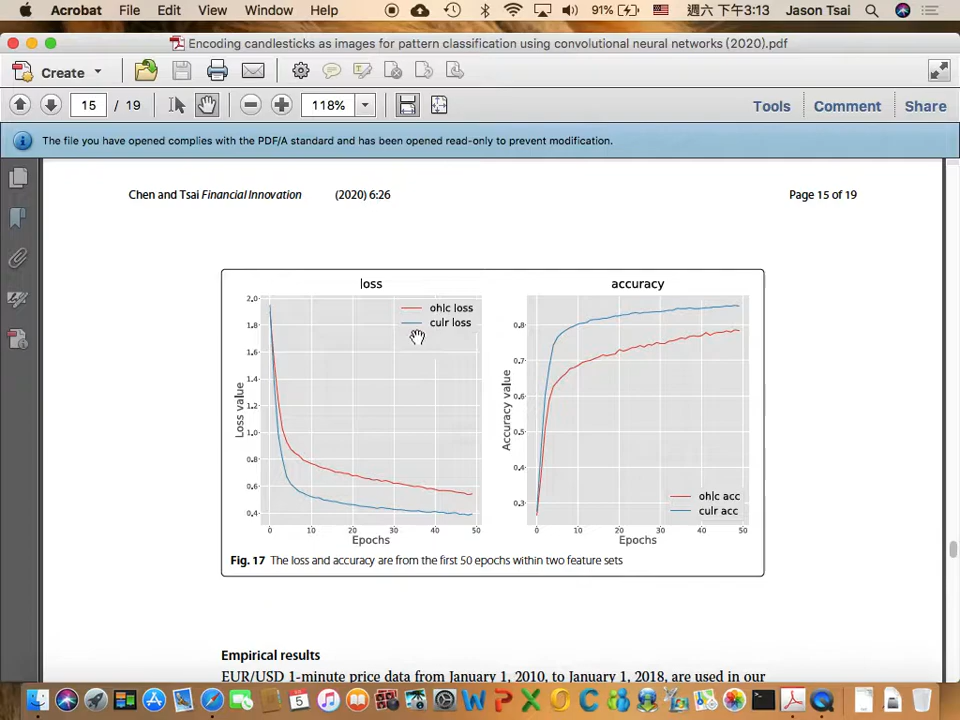 Acrobat File Edit View Window Help 91% 週六 下午3:13 Jason Tsai
Encoding candlesticks as images for pattern classification using convolutional neural networks (2020).pdf
Create
15 / 19 118% Tools Comment Share
The file you have opened complies with the PDF/A standard and has been opened read-only to prevent modification.
Chen and Tsai Financial Innovation (2020) 6:26 Page 15 of 19
loss
2,0
1,8
1,6
1,4
1,2
1,0
0,8
0,6
0,4
Loss value
ohlc loss
culr loss
0 10 20 30 40 50
Epochs
accuracy
0,8
0,7
0,6
0,5
0,4
0,3
Accuracy value
ohlc acc
culr acc
0 10 20 30 40 50
Epochs
Fig. 17 The loss and accuracy are from the first 50 epochs within two feature sets
Empirical results
EUR/USD 1-minute price data from January 1, 2010, to January 1, 2018, are used in our